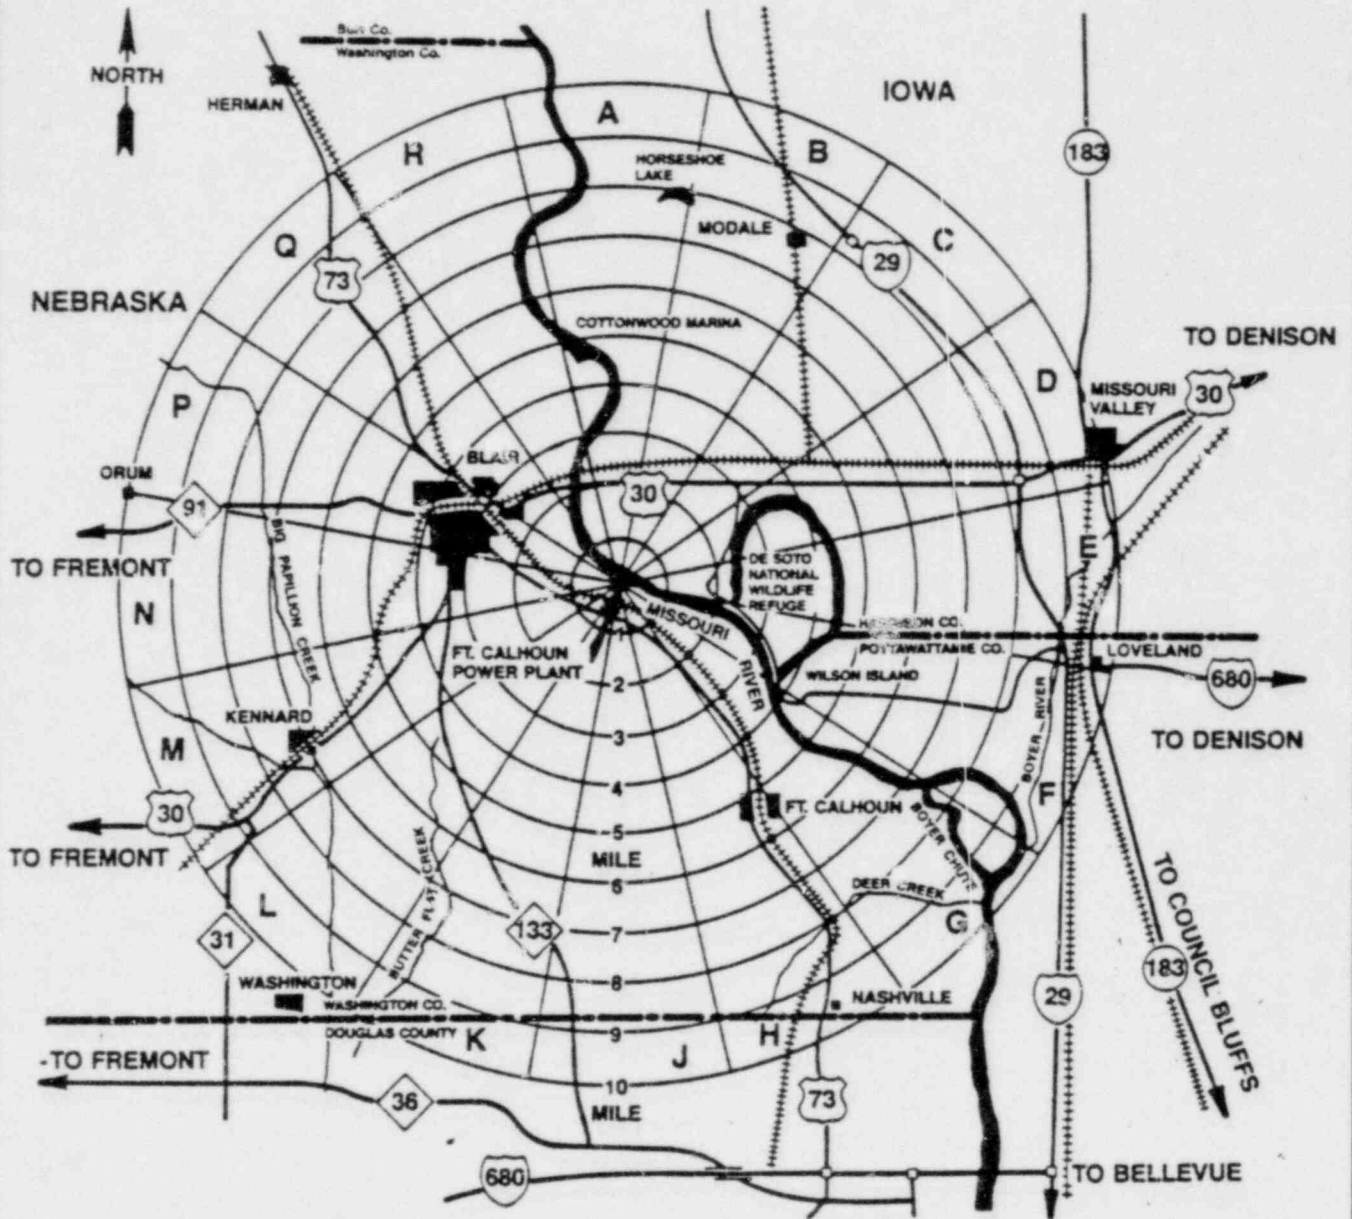 Burt Co.
Washington Co.
NORTH
HERMAN
IOWA
A
R
B
183
HORSESHOE
LAKE
MODALE
C
Q
29
73
NEBRASKA
COTTONWOOD MARINA
TO DENISON
D
MISSOURI
VALLEY
30
P
BLAIR
ORUM
91
30
BIG PAPILLION CREEK
E
DE SOTO
NATIONAL
WILDLIFE
REFUGE
TO FREMONT
N
MISSOURI
RIVER
1
HARRISON CO.
POTTAWATTAMIE CO.
LOVELAND
FT. CALHOUN
POWER PLANT
WILSON ISLAND
680
2
KENNARD
BOYER RIVER
3
TO DENISON
M
4
F
30
FT. CALHOUN
BOYER CHUTE
5
TO FREMONT
MILE
6
BUTTER FLAT CREEK
DEER CREEK
TO COUNCIL BLUFFS
L
G
133
7
31
183
8
WASHINGTON
29
WASHINGTON CO.
NASHVILLE
DOUGLAS COUNTY
9
K
J
H
-TO FREMONT
10
MILE
36
73
680
TO BELLEVUE